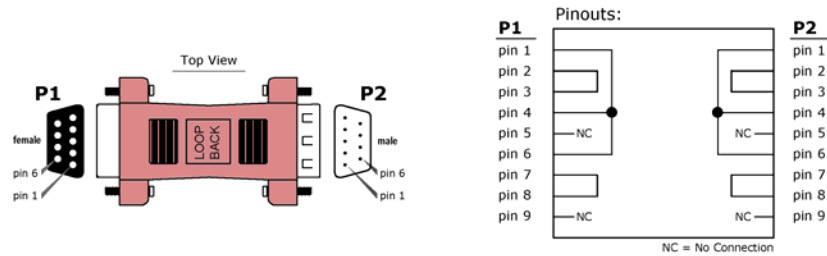 Top View
P1
female
pin 6
pin 1
LOOP
BACK
P2
male
pin 6
pin 1
Pinouts:
P1
pin 1
pin 2
pin 3
pin 4
pin 5
pin 6
pin 7
pin 8
pin 9
NC
NC
NC
NC
P2
pin 1
pin 2
pin 3
pin 4
pin 5
pin 6
pin 7
pin 8
pin 9
NC = No Connection